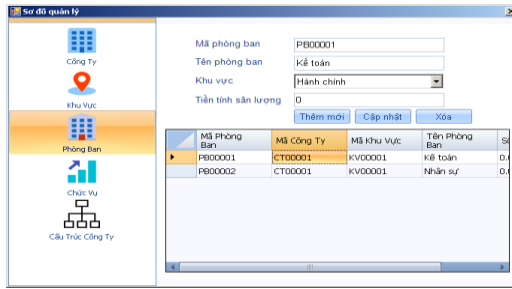 Sơ đồ quản lý
Công Ty
Khu Vực
Phòng Ban
Chức Vụ
Cấu Trúc Công Ty
Mã phòng ban PB00001
Tên phòng ban Kế toán
Khu vực Hánh chính
Tiền tính sản lượng 0
Thêm mới Cập nhật Xóa
Mã Phòng Ban Mã Công Ty Mã Khu Vực Tên Phòng Ban
PB00001 CT00001 KV00001 Kế toán 0.
PB00002 CT00001 KV00001 Nhân sự 0.